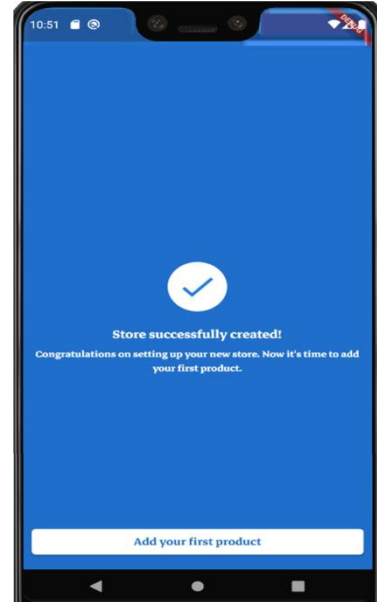 10:51
DEBUG
Store successfully created!
Congratulations on setting up your new store. Now it's time to add
your first product.
Add your first product